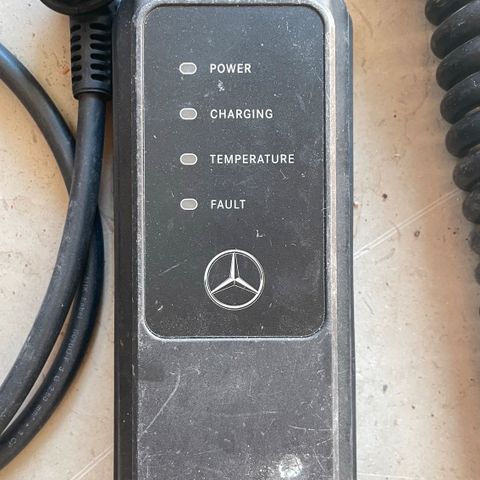 POWER
CHARGING
TEMPERATURE
FAULT